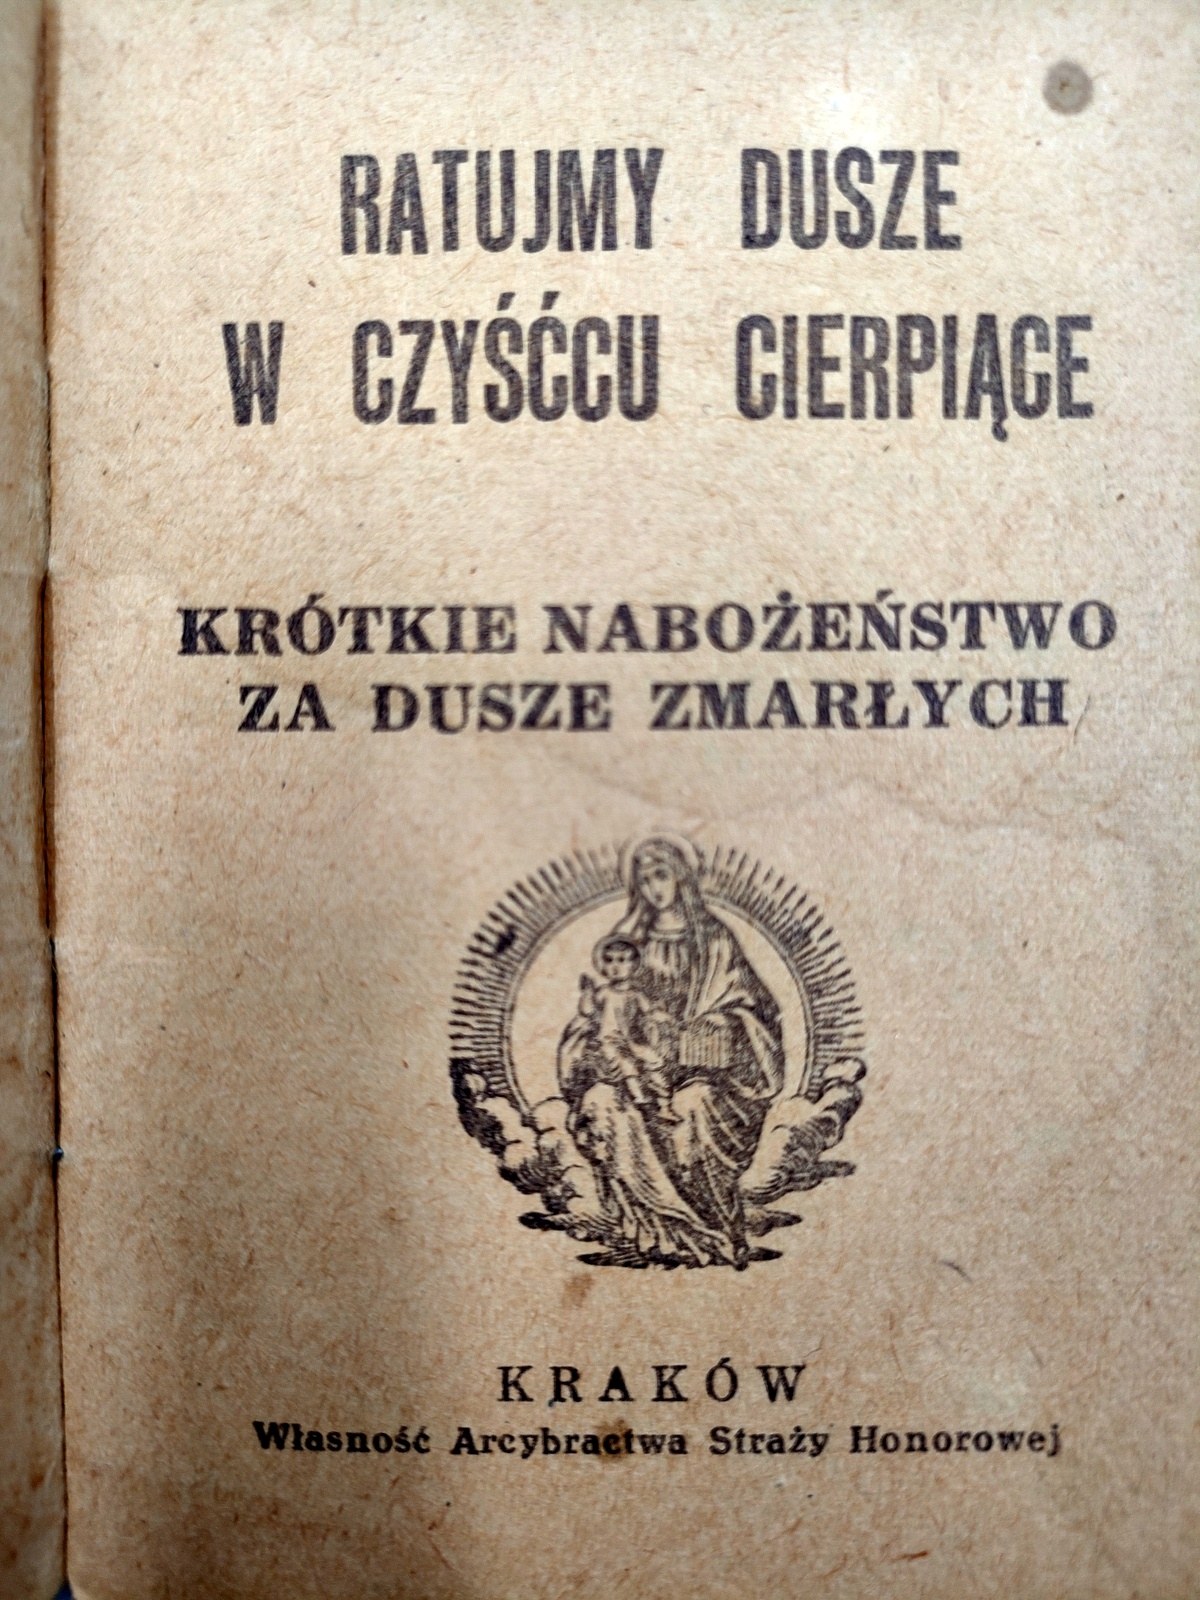 RATUJMY DUSZE
W CZYŚĆCU CIERPIĄCE
KRÓTKIE NABOŻEŃSTWO
ZA DUSZE ZMARŁYCH
KRAKÓW
Własność Arcybractwa Straży Honorowej